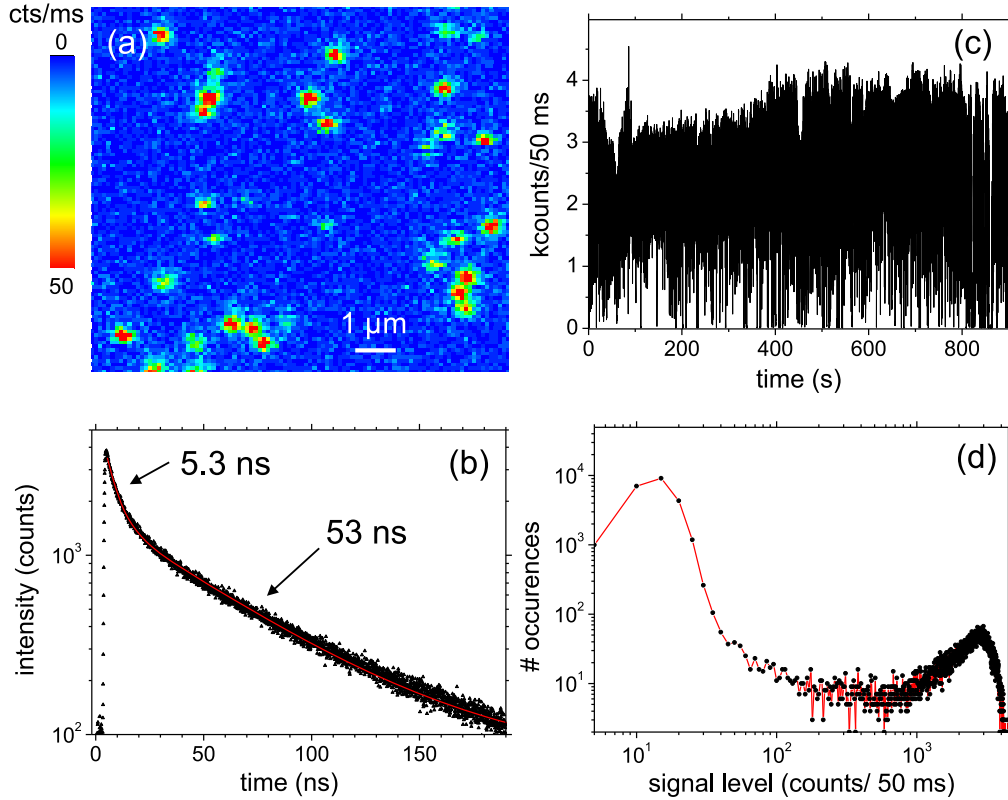 cts/ms
0
50
(a)
1 µm
(c)
kcounts/50 ms
4
3
2
1
0
0 200 400 600 800
time (s)
(b)
5.3 ns
53 ns
intensity (counts)
10³
10²
0 50 100 150
time (ns)
(d)
# occurences
10⁴
10³
10²
10¹
10¹ 10² 10³
signal level (counts/ 50 ms)